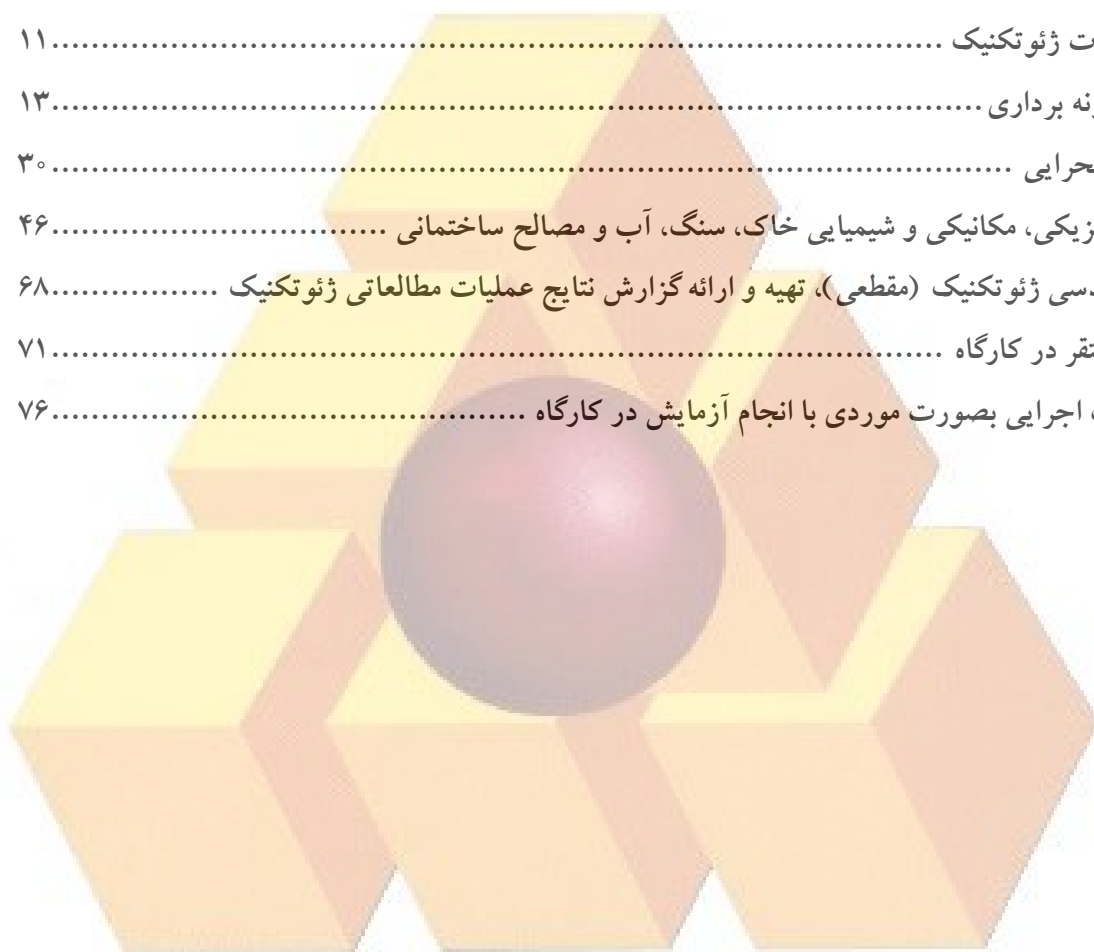 ت ژئوتکنیک ........................................ ۱۱
نه برداری ........................................ ۱۳
حرایی ........................................ ۳۰
زیکی، مکانیکی و شیمیایی خاک، سنگ، آب و مصالح ساختمانی ........................................ ۴۶
دسی ژئوتکنیک (مقطعی)، تهیه و ارائه گزارش نتایج عملیات مطالعاتی ژئوتکنیک ........................................ ۶۸
تقر در کارگاه ........................................ ۷۱
اجرایی بصورت موردی با انجام آزمایش در کارگاه ........................................ ۷۶